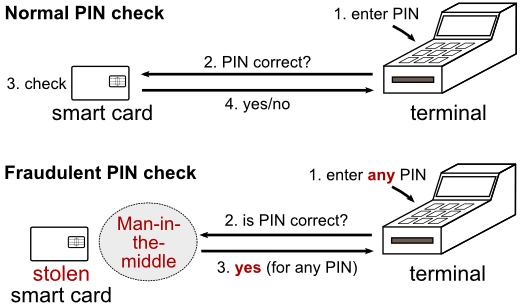 Normal PIN check
1. enter PIN
2. PIN correct?
3. check
4. yes/no
smart card
terminal
Fraudulent PIN check
1. enter any PIN
2. is PIN correct?
Man-in-
the-
middle
3. yes (for any PIN)
stolen
smart card
terminal